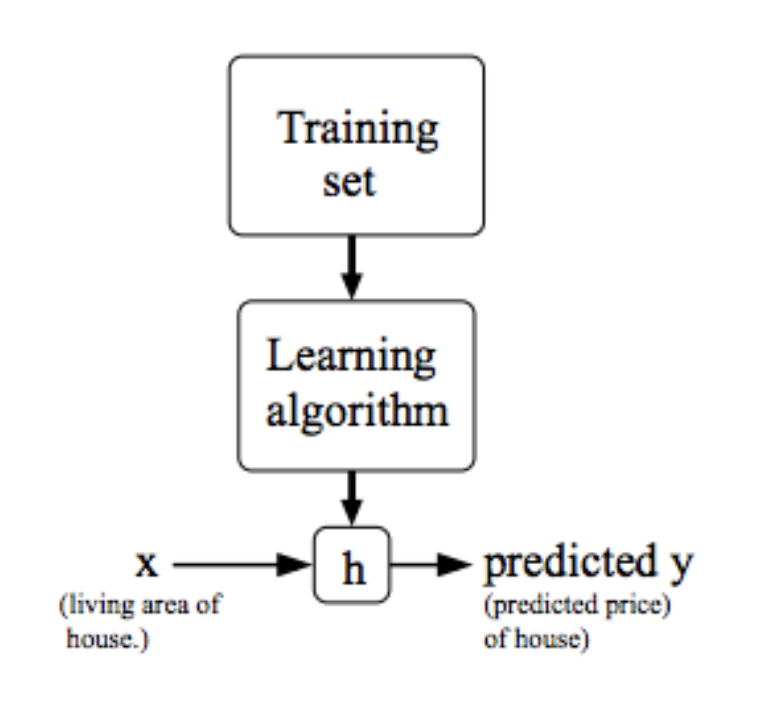 Training
set
Learning
algorithm
x
h
predicted y
(living area of
house.)
(predicted price)
of house)